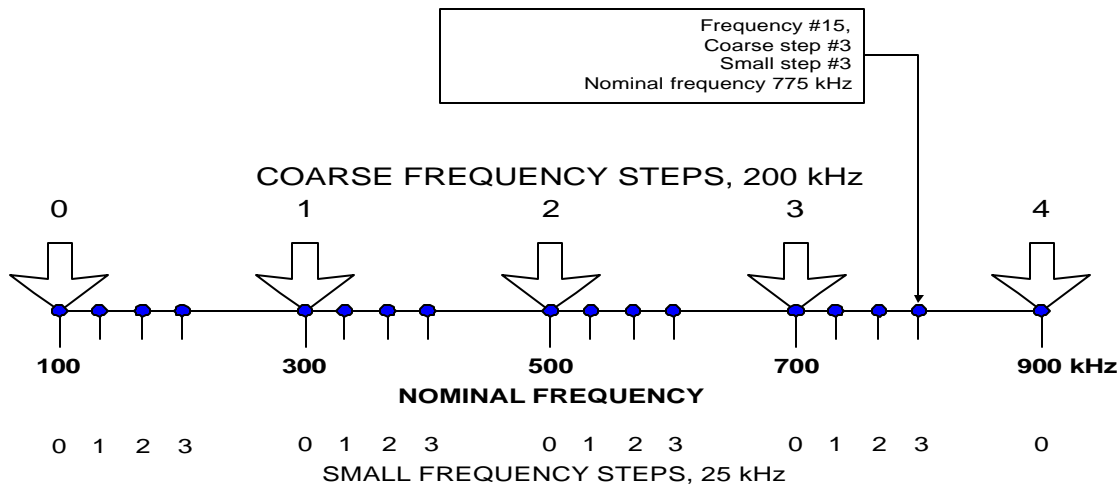 Frequency #15,
Coarse step #3
Small step #3
Nominal frequency 775 kHz
COARSE FREQUENCY STEPS, 200 kHz
0 1 2 3 4
100 300 500 700 900 kHz
NOMINAL FREQUENCY
0 1 2 3 0 1 2 3 0 1 2 3 0 1 2 3 0
SMALL FREQUENCY STEPS, 25 kHz